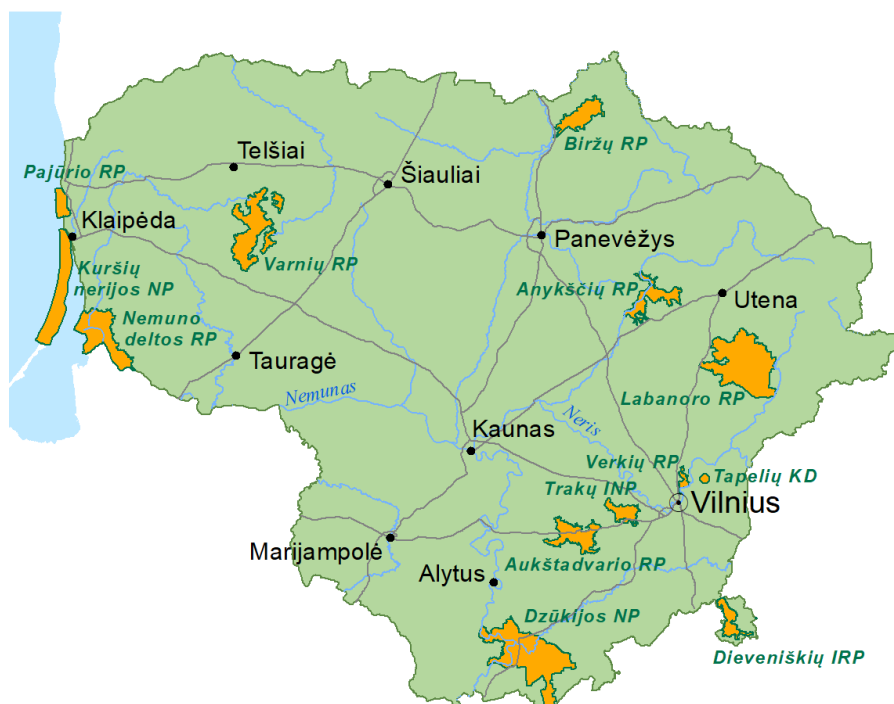 Biržų RP
Telšiai
Šiauliai
Pajūrio RP
Klaipėda
Panevėžys
Varnių RP
Kuršių
nerijos NP
Anykščių RP
Utena
Nemuno
deltos RP
Tauragė
Nemunas
Labanoro RP
Neris
Kaunas
Verkių RP
Tapelių KD
Trakų INP
Vilnius
Marijampolė
Aukštadvario RP
Alytus
Dzūkijos NP
Dieveniškių IRP